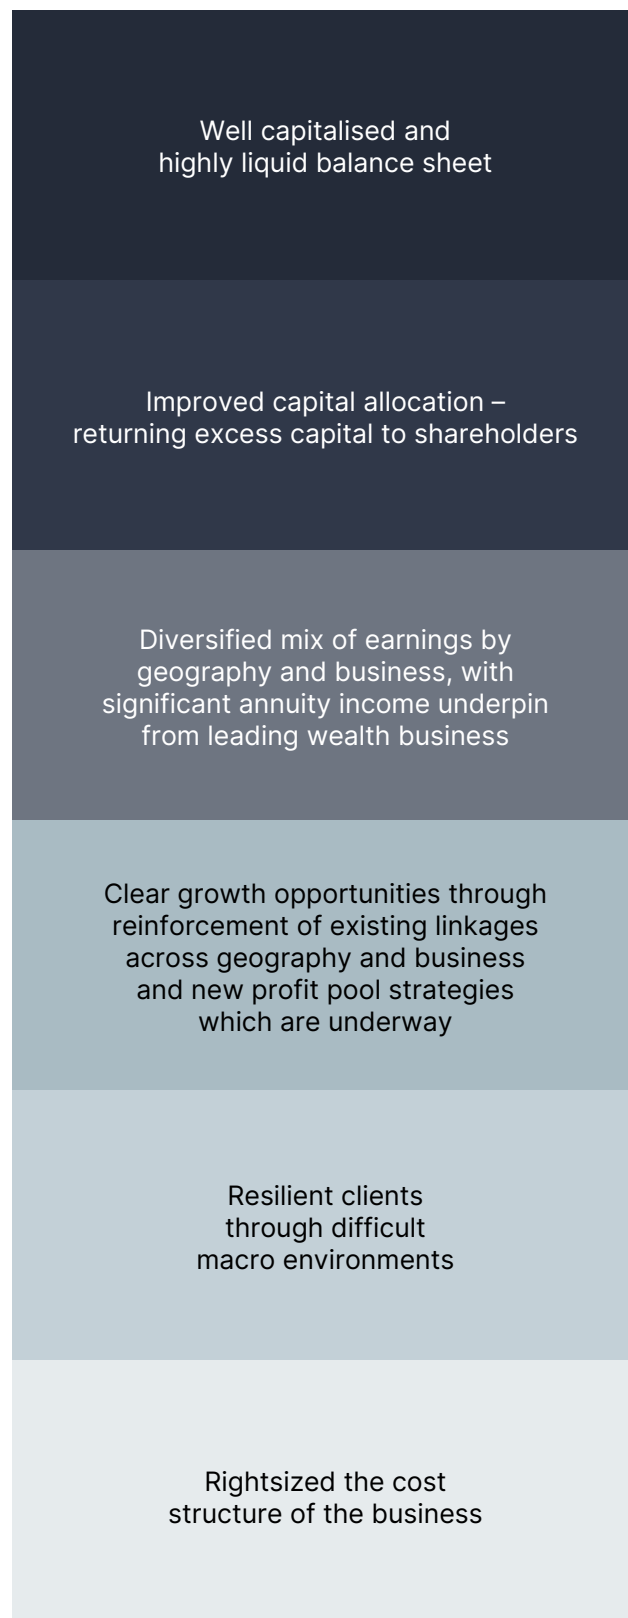 Well capitalised and
highly liquid balance sheet
Improved capital allocation –
returning excess capital to shareholders
Diversified mix of earnings by
geography and business, with
significant annuity income underpin
from leading wealth business
Clear growth opportunities through
reinforcement of existing linkages
across geography and business
and new profit pool strategies
which are underway
Resilient clients
through difficult
macro environments
Rightsized the cost
structure of the business